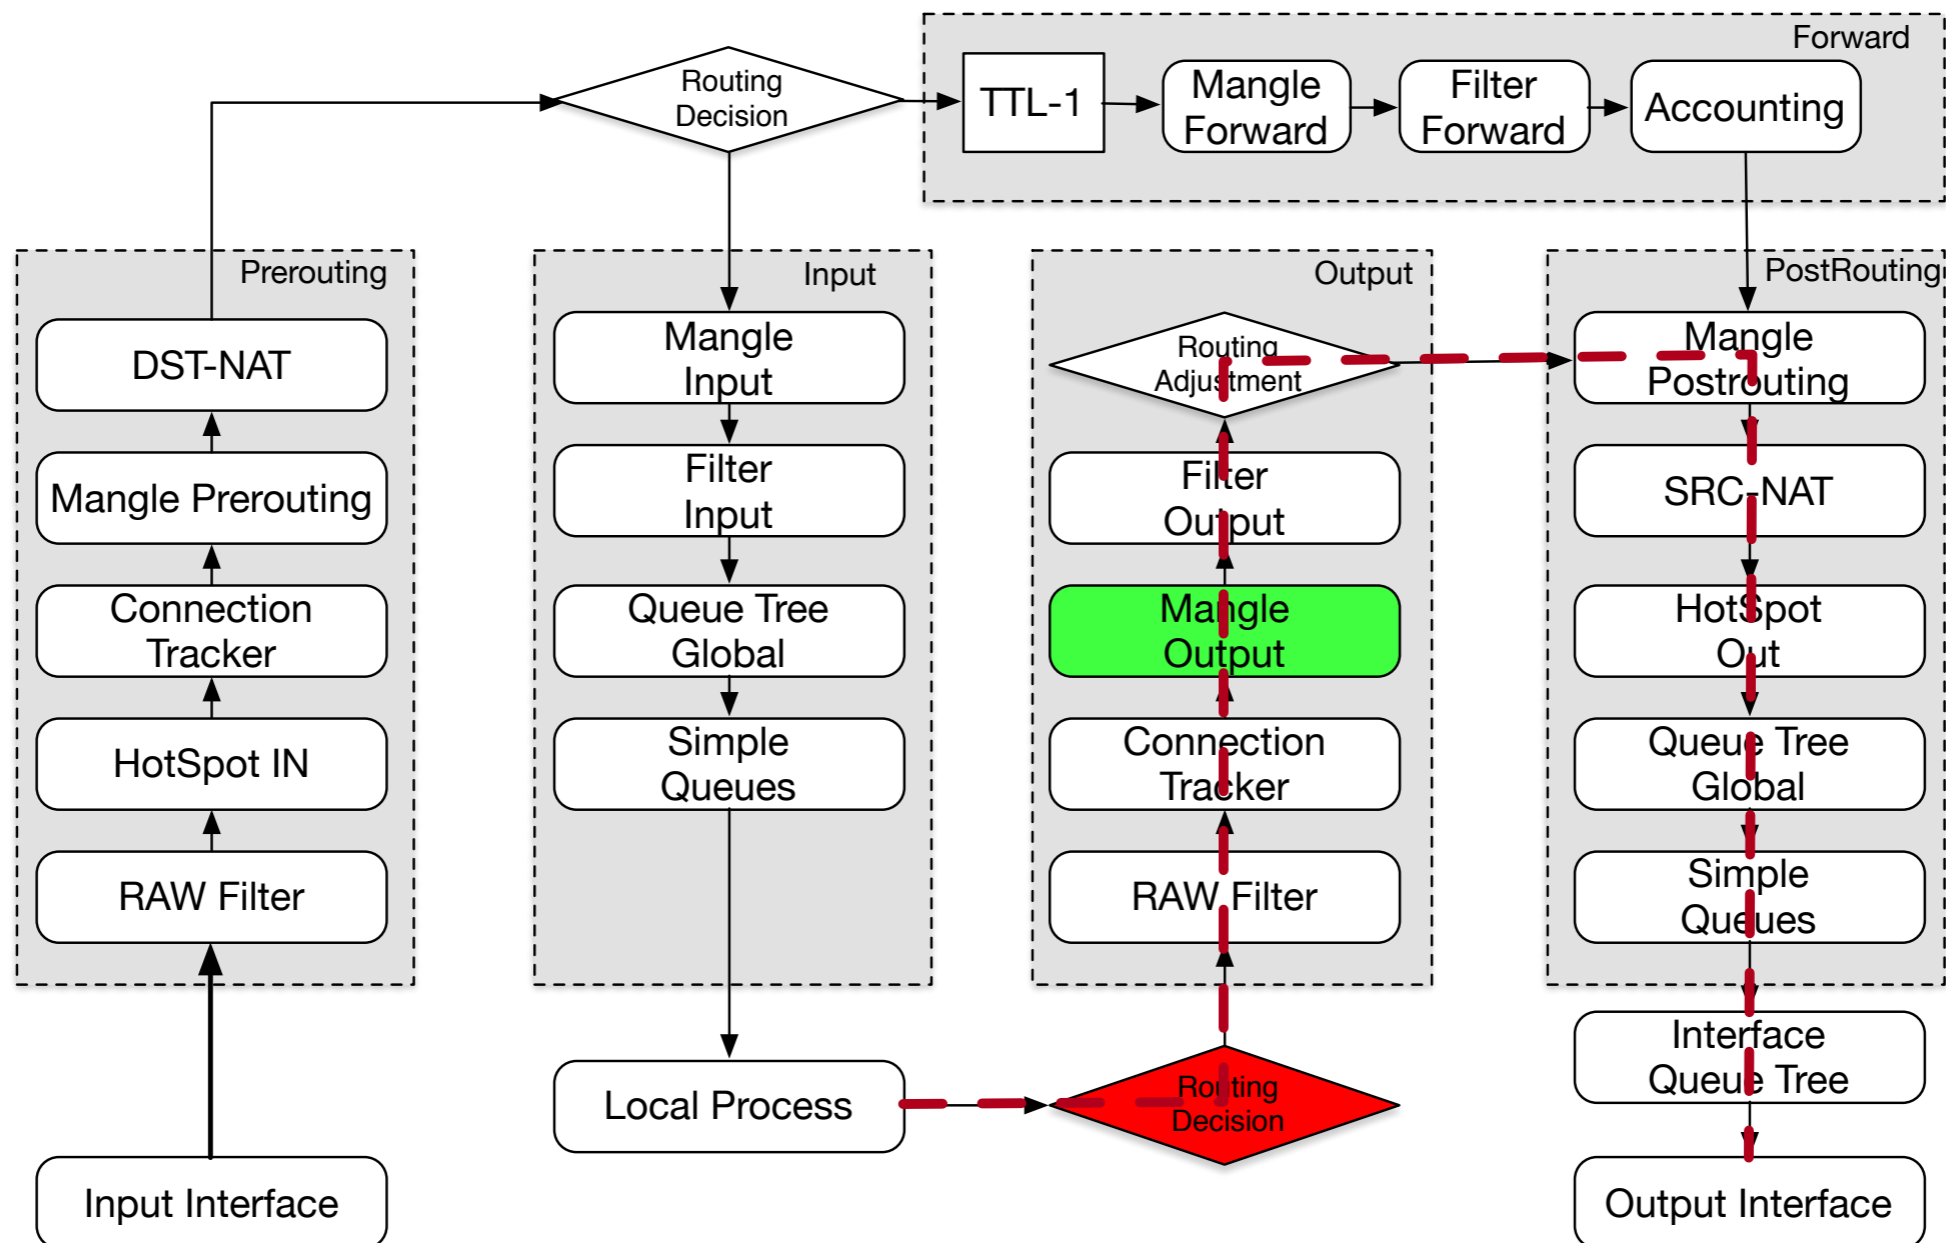 Forward
Routing
Decision
TTL-1
Mangle
Forward
Filter
Forward
Accounting
Prerouting
DST-NAT
Mangle Prerouting
Connection
Tracker
HotSpot IN
RAW Filter
Input Interface
Input
Mangle
Input
Filter
Input
Queue Tree
Global
Simple
Queues
Local Process
Output
Routing
Adjustment
Filter
Output
Mangle
Output
Connection
Tracker
RAW Filter
Routing
Decision
PostRouting
Mangle
Postrouting
SRC-NAT
HotSpot
Out
Queue Tree
Global
Simple
Queues
Interface
Queue Tree
Output Interface